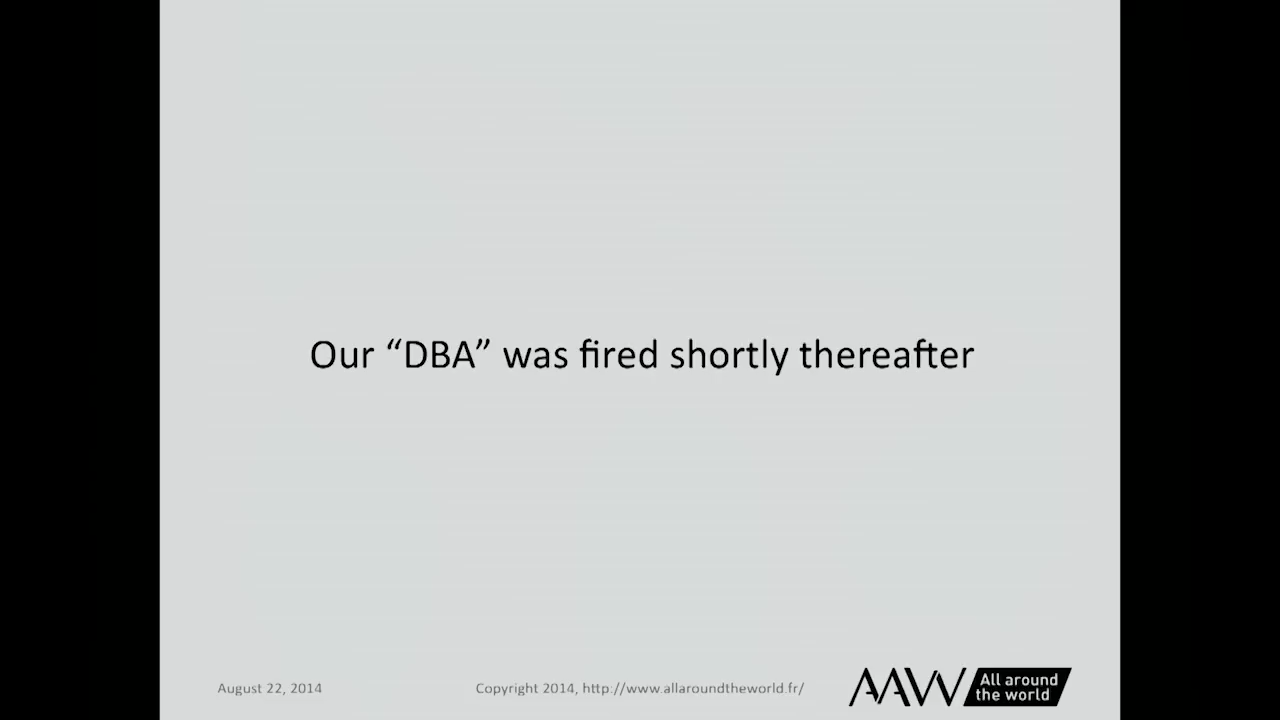 Our “DBA” was fired shortly thereafter
August 22, 2014
Copyright 2014, http://www.allaroundtheworld.fr/
AAW All around
the world